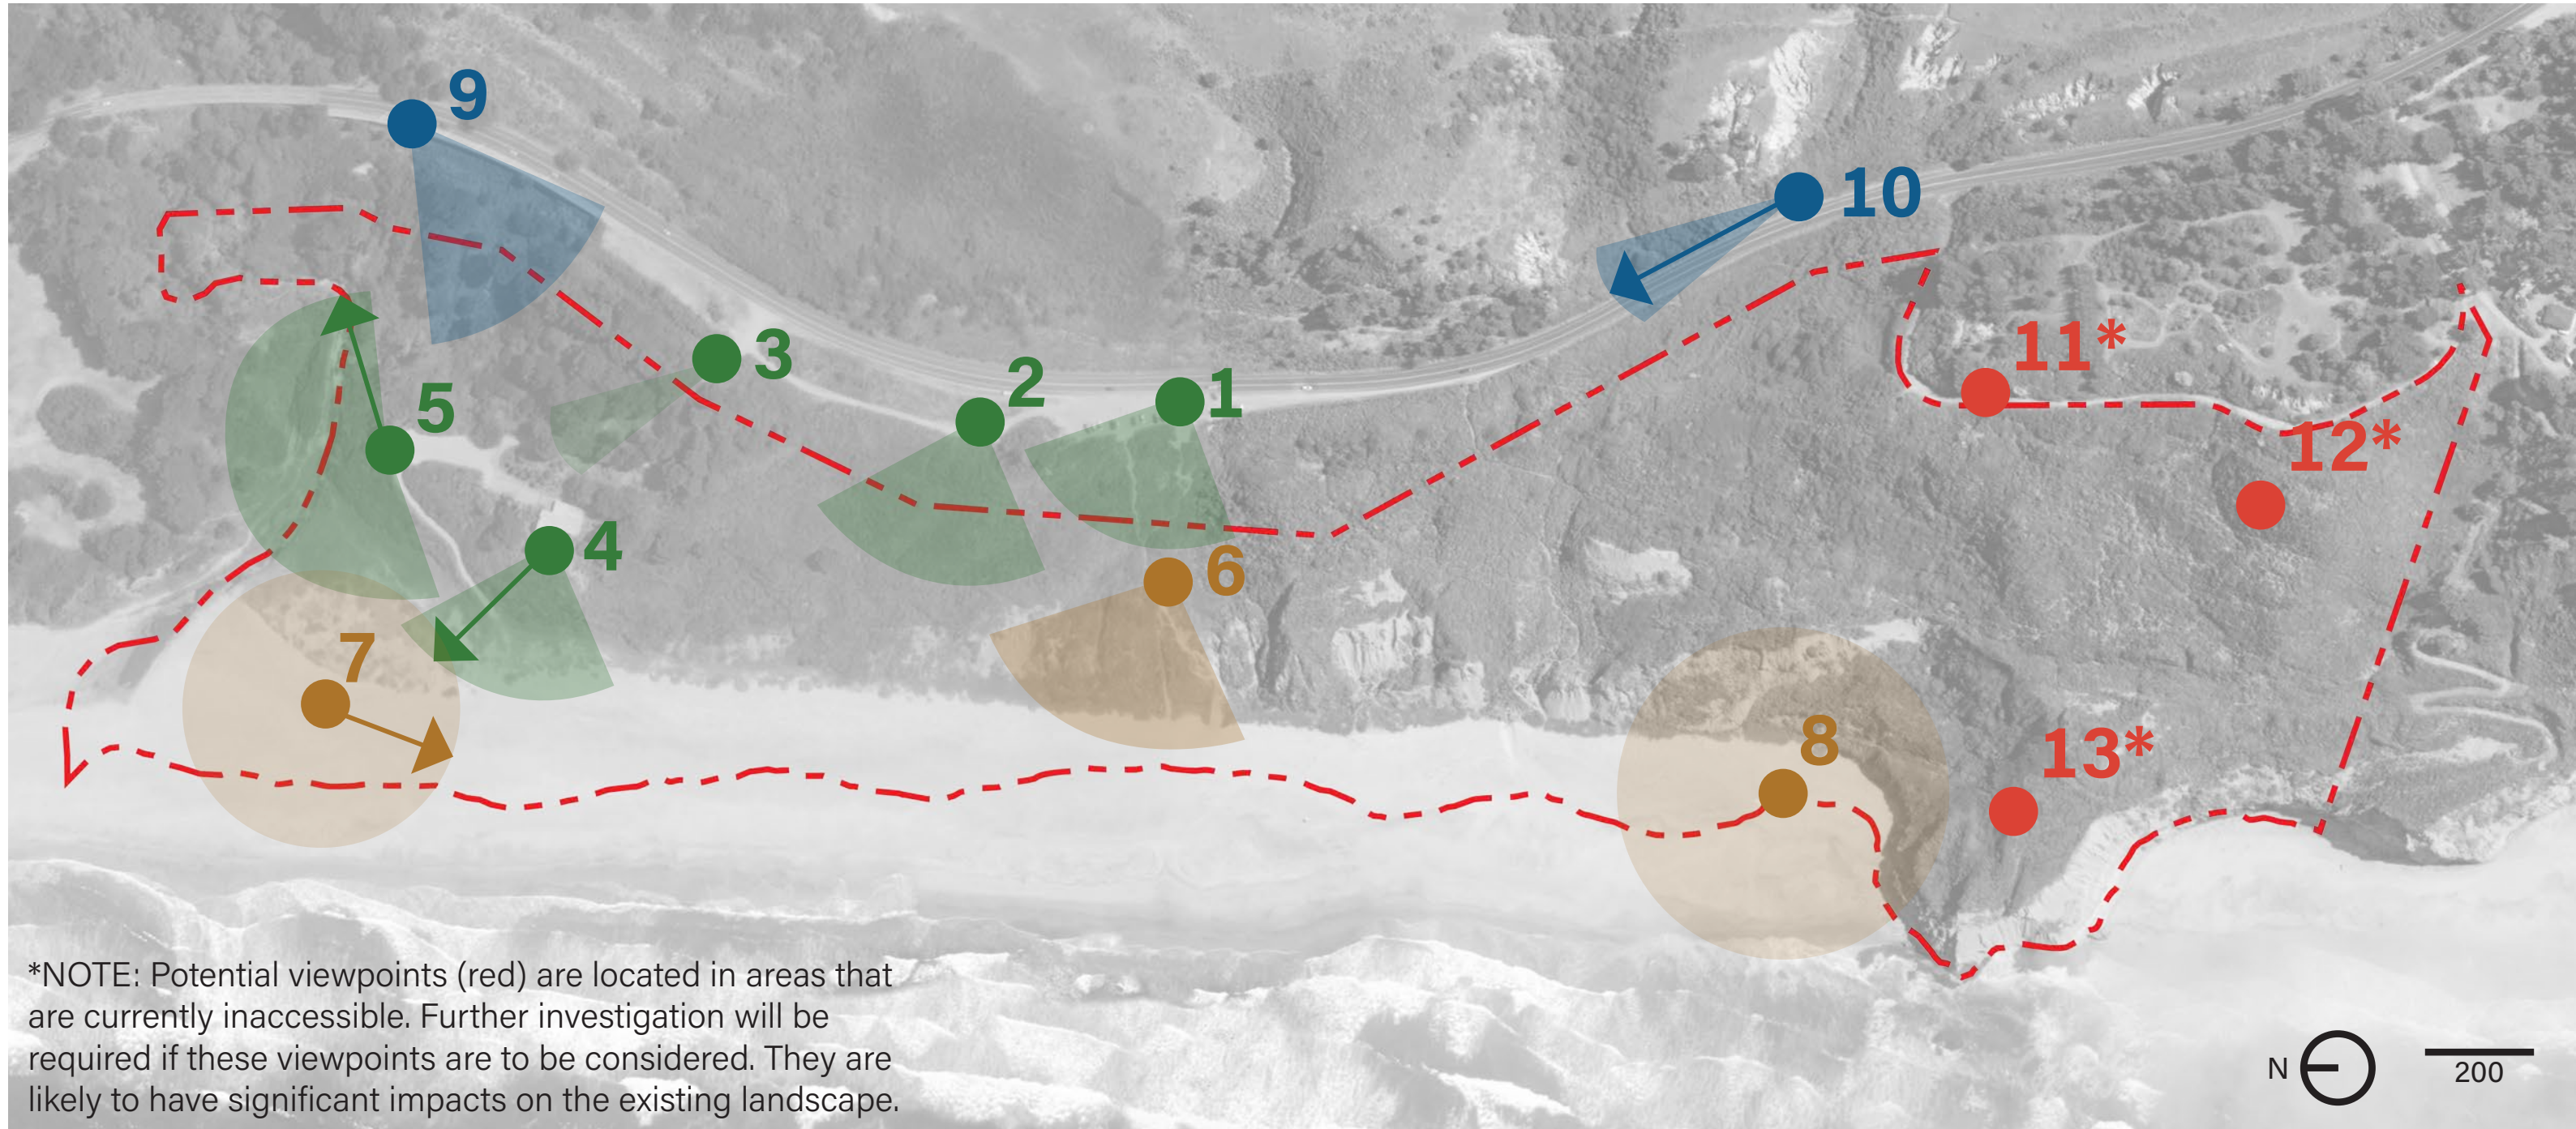 9
10
3
11*
2
1
5
12*
4
6
7
8
13*
*NOTE: Potential viewpoints (red) are located in areas that
are currently inaccessible. Further investigation will be
required if these viewpoints are to be considered. They are
likely to have significant impacts on the existing landscape.
N
200